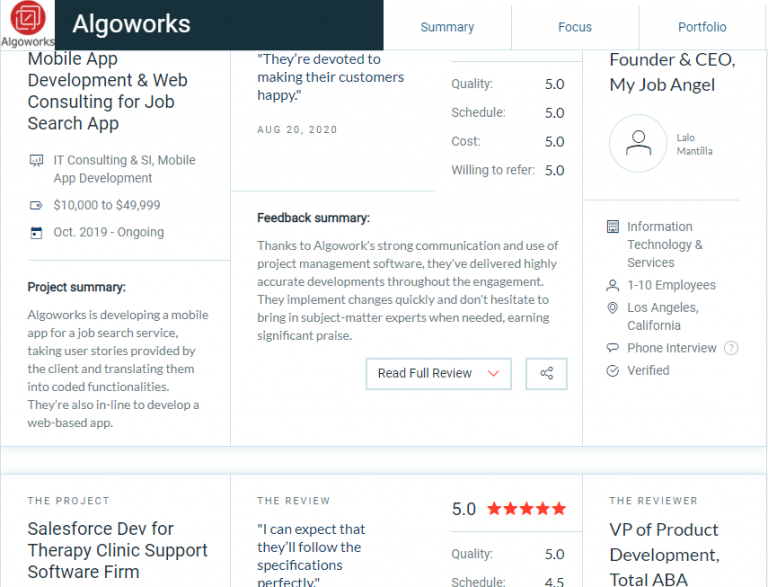 Algoworks
Algoworks
Summary
Focus
Portfolio
Mobile App
Development & Web
Consulting for Job
Search App
IT Consulting & SI, Mobile
App Development
$10,000 to $49,999
Oct. 2019 - Ongoing
Project summary:
Algoworks is developing a mobile
app for a job search service,
taking user stories provided by
the client and translating them
into coded functionalities.
They're also in-line to develop a
web-based app.
"They're devoted to
making their customers
happy."
AUG 20, 2020
Quality: 5.0
Schedule: 5.0
Cost: 5.0
Willing to refer: 5.0
Feedback summary:
Thanks to Algowork's strong communication and use of
project management software, they've delivered highly
accurate developments throughout the engagement.
They implement changes quickly and don't hesitate to
bring in subject-matter experts when needed, earning
significant praise.
Read Full Review
Founder & CEO,
My Job Angel
Lalo
Mantilla
Information
Technology &
Services
1-10 Employees
Los Angeles,
California
Phone Interview ?
Verified
THE PROJECT
Salesforce Dev for
Therapy Clinic Support
Software Firm
THE REVIEW
"I can expect that
they'll follow the
specifications
perfectly."
5.0
Quality: 5.0
Schedule: 4.5
THE REVIEWER
VP of Product
Development,
Total ABA